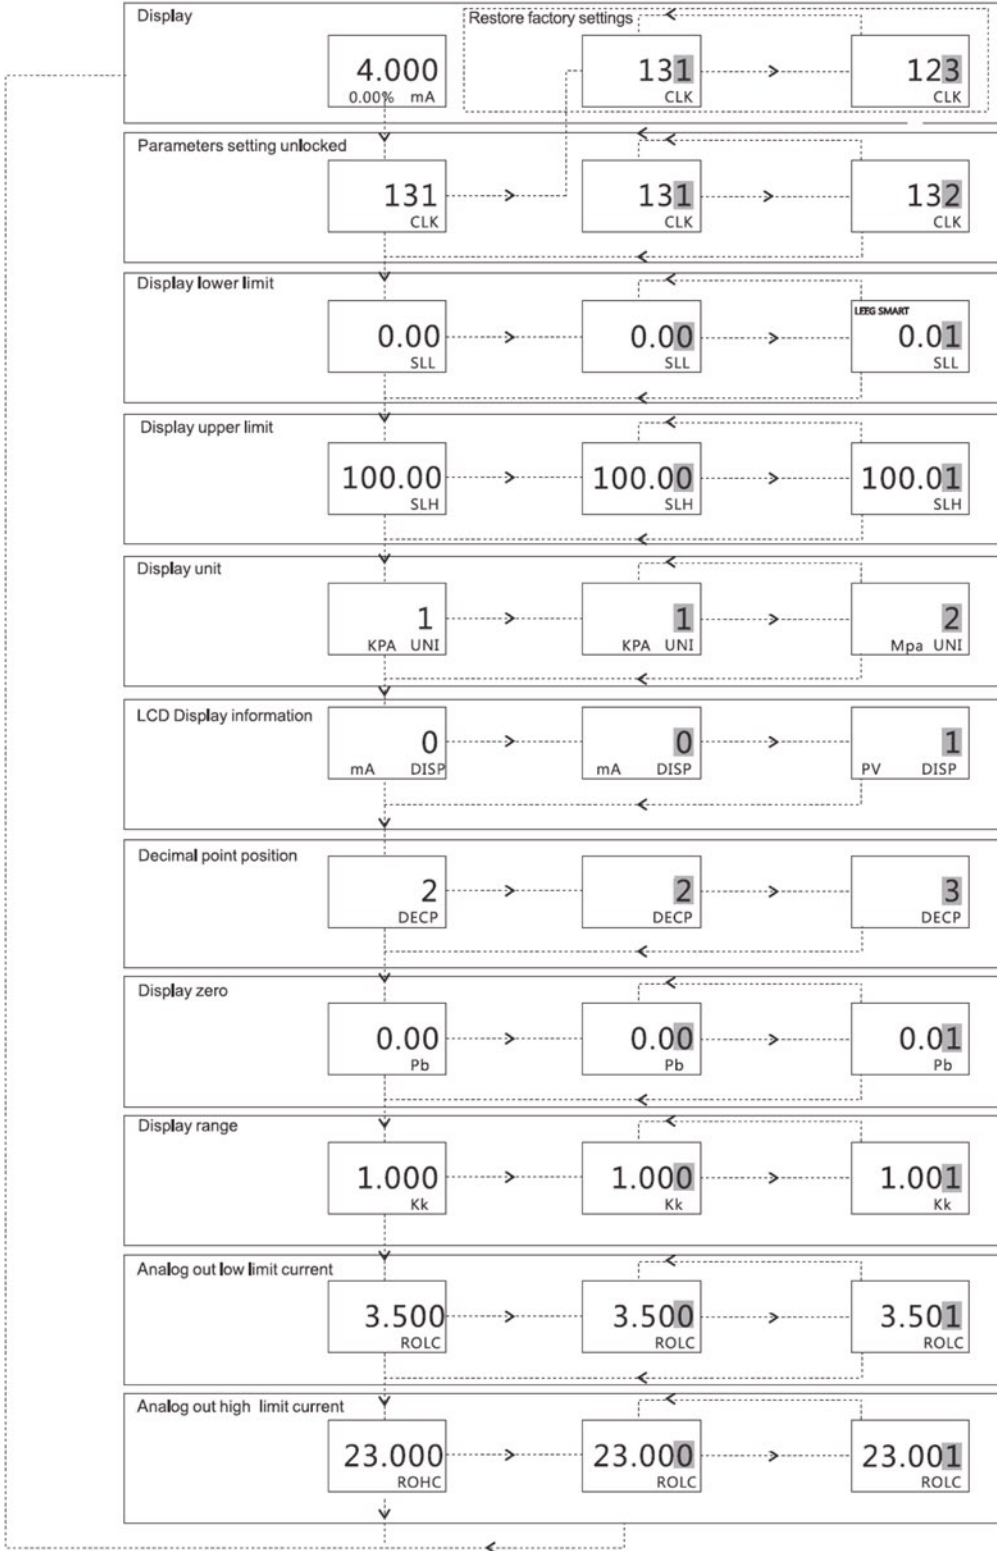 Display
Restore factory settings
4.000
0.00% mA
131
CLK
123
CLK
Parameters setting unlocked
131
CLK
131
CLK
132
CLK
Display lower limit
0.00
SLL
0.00
SLL
LEEG SMART
0.01
SLL
Display upper limit
100.00
SLH
100.00
SLH
100.01
SLH
Display unit
1
KPA UNI
1
KPA UNI
2
Mpa UNI
LCD Display information
0
mA DISP
0
mA DISP
1
PV DISP
Decimal point position
2
DECP
2
DECP
3
DECP
Display zero
0.00
Pb
0.00
Pb
0.01
Pb
Display range
1.000
Kk
1.000
Kk
1.001
Kk
Analog out low limit current
3.500
ROLC
3.500
ROLC
3.501
ROLC
Analog out high limit current
23.000
ROHC
23.000
ROLC
23.001
ROLC